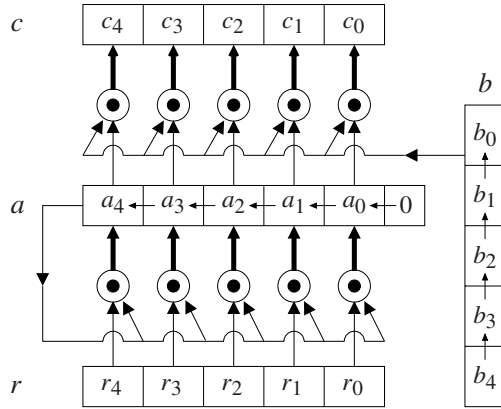 c c₄ c₃ c₂ c₁ c₀
b
b₀
a a₄ a₃ a₂ a₁ a₀ 0 b₁
b₂
b₃
r r₄ r₃ r₂ r₁ r₀ b₄